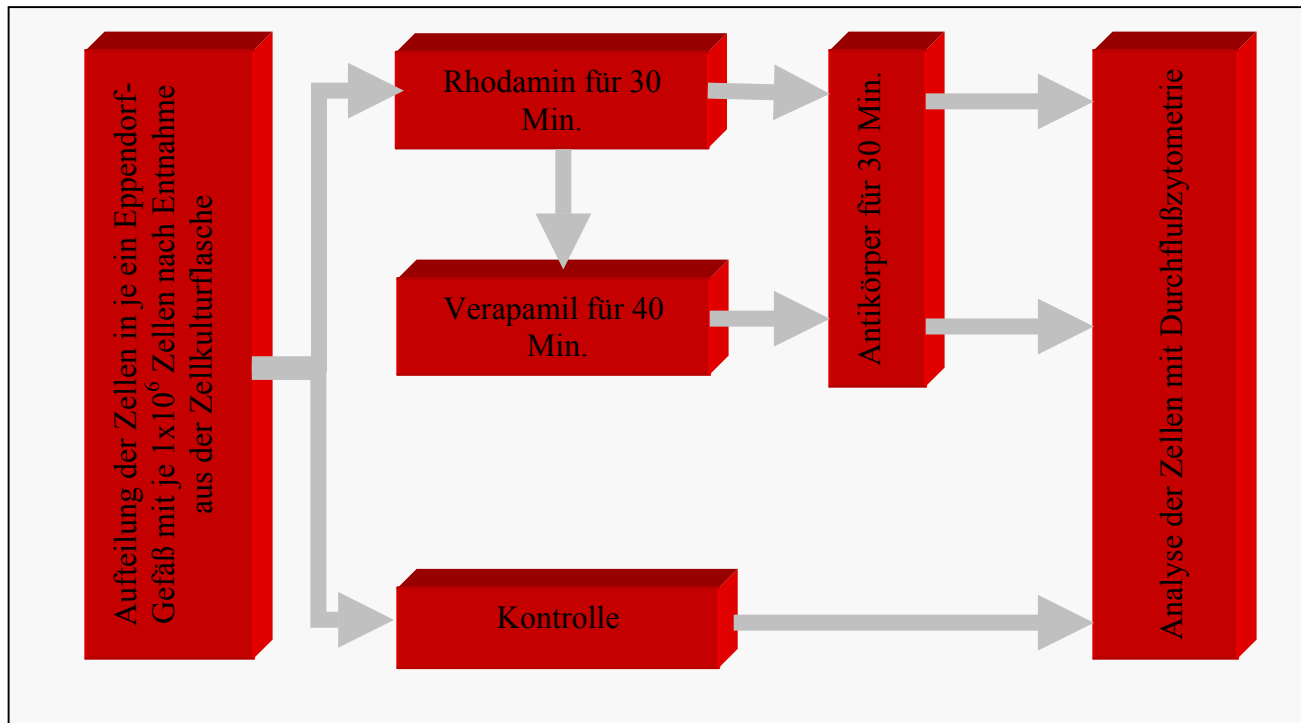 Aufteilung der Zellen in je ein Eppendorf-
Gefäß mit je 1x10⁶ Zellen nach Entnahme
aus der Zellkulturflasche
Rhodamin für 30
Min.
Verapamil für 40
Min.
Kontrolle
Antikörper für 30 Min.
Analyse der Zellen mit Durchflußzytometrie